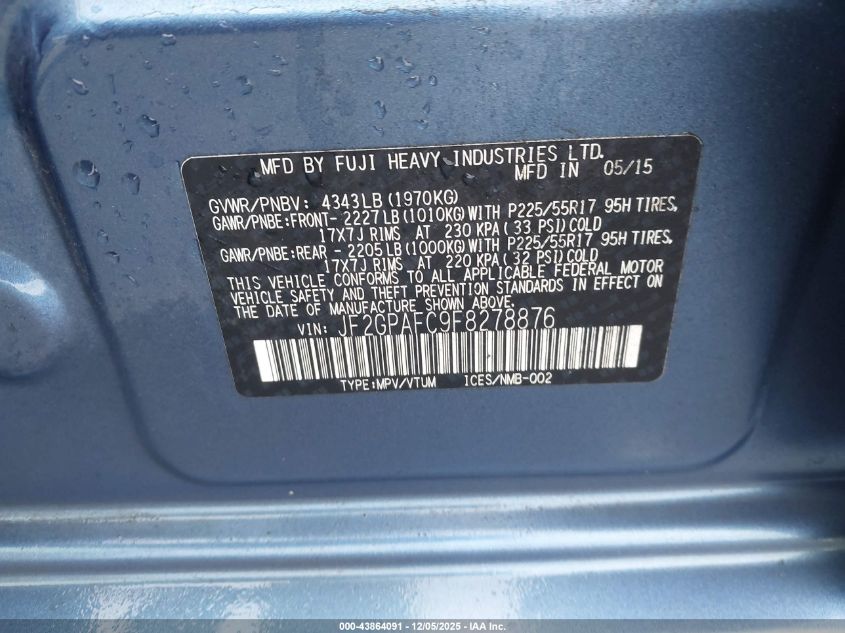 MFD BY FUJI HEAVY INDUSTRIES LTD.
MFD IN 05/15
GVWR/PNBV: 4343LB(1970KG)
GAWR/PNBE:FRONT-2227LB(1010KG)WITH P225/55R17 95H TIRES,
17X7J RIMS AT 230 KPA(33 PSI)COLD
GAWR/PNBE:REAR -2205LB(1000KG)WITH P225/55R17 95H TIRES,
17X7J RIMS AT 220 KPA(32 PSI)COLD
THIS VEHICLE CONFORMS TO ALL APPLICABLE FEDERAL MOTOR
VEHICLE SAFETY AND THEFT PREVENTION STANDARDS IN EFFECT ON
THE DATE OF MANUFACTURE SHOWN ABOVE.
VIN: JF2GPAFC9F8278876
TYPE:MPV/VTUM ICES/NMB-002
000-43864091 - 12/05/2025 - IAA Inc.